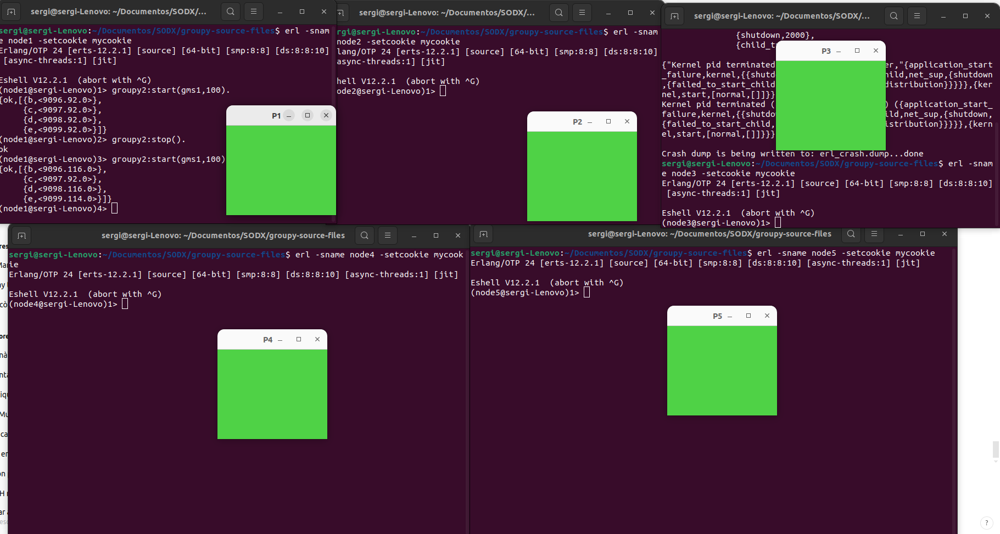 sergi@sergi-Lenovo: ~/Documentos/SODX/...
sergi@sergi-Lenovo:~/Documentos/SODX/groupy-source-files$ erl -snam
e node1 -setcookie mycookie
Erlang/OTP 24 [erts-12.2.1] [source] [64-bit] [smp:8:8] [ds:8:8:10]
[async-threads:1] [jit]
Eshell V12.2.1  (abort with ^G)
(node1@sergi-Lenovo)1> groupy2:start(gms1,100).
{ok,[{b,<9096.92.0>},
{c,<9097.92.0>},
{d,<9098.92.0>},
{e,<9099.92.0>}]}
(node1@sergi-Lenovo)2> groupy2:stop().
ok
(node1@sergi-Lenovo)3> groupy2:start(gms1,100)
{ok,[{b,<9096.116.0>},
{c,<9097.92.0>},
{d,<9098.116.0>},
{e,<9099.114.0>}]}
(node1@sergi-Lenovo)4>
P1
sergi@sergi-Lenovo: ~/Documentos/SODX/...
rgi@sergi-Lenovo:~/Documentos/SODX/groupy-source-files$ erl -snam
node2 -setcookie mycookie
lang/OTP 24 [erts-12.2.1] [source] [64-bit] [smp:8:8] [ds:8:8:10]
async-threads:1] [jit]
hell V12.2.1  (abort with ^G)
ode2@sergi-Lenovo)1>
P2
sergi@sergi-Lenovo: ~/Documentos/SODX/...
{shutdown,2000},
{child_t
P3
{"Kernel pid terminated er,"{application_start
_failure,kernel,{{shutd hild,net_sup,{shutdown
,{failed_to_start_child distribution}}}}},{ker
nel,start,[normal,[]]}}
Kernel pid terminated ( ) ({application_start_
failure,kernel,{{shutdo ild,net_sup,{shutdown,
{failed_to_start_child, istribution}}}}},{kern
el,start,[normal,[]]}})
Crash dump is being written to: erl_crash.dump...done
sergi@sergi-Lenovo:~/Documentos/SODX/groupy-source-files$ erl -snam
e node3 -setcookie mycookie
Erlang/OTP 24 [erts-12.2.1] [source] [64-bit] [smp:8:8] [ds:8:8:10]
[async-threads:1] [jit]
Eshell V12.2.1  (abort with ^G)
(node3@sergi-Lenovo)1>
sergi@sergi-Lenovo: ~/Documentos/SODX/groupy-source-files
sergi@sergi-Lenovo:~/Documentos/SODX/groupy-source-files$ erl -sname node4 -setcookie mycook
ie
Erlang/OTP 24 [erts-12.2.1] [source] [64-bit] [smp:8:8] [ds:8:8:10] [async-threads:1] [jit]
Eshell V12.2.1  (abort with ^G)
(node4@sergi-Lenovo)1>
P4
sergi@sergi-Lenovo: ~/Documentos/SODX/groupy-source-files
sergi@sergi-Lenovo:~/Documentos/SODX/groupy-source-files$ erl -sname node5 -setcookie mycookie
Erlang/OTP 24 [erts-12.2.1] [source] [64-bit] [smp:8:8] [ds:8:8:10] [async-threads:1] [jit]
Eshell V12.2.1  (abort with ^G)
(node5@sergi-Lenovo)1>
P5
?